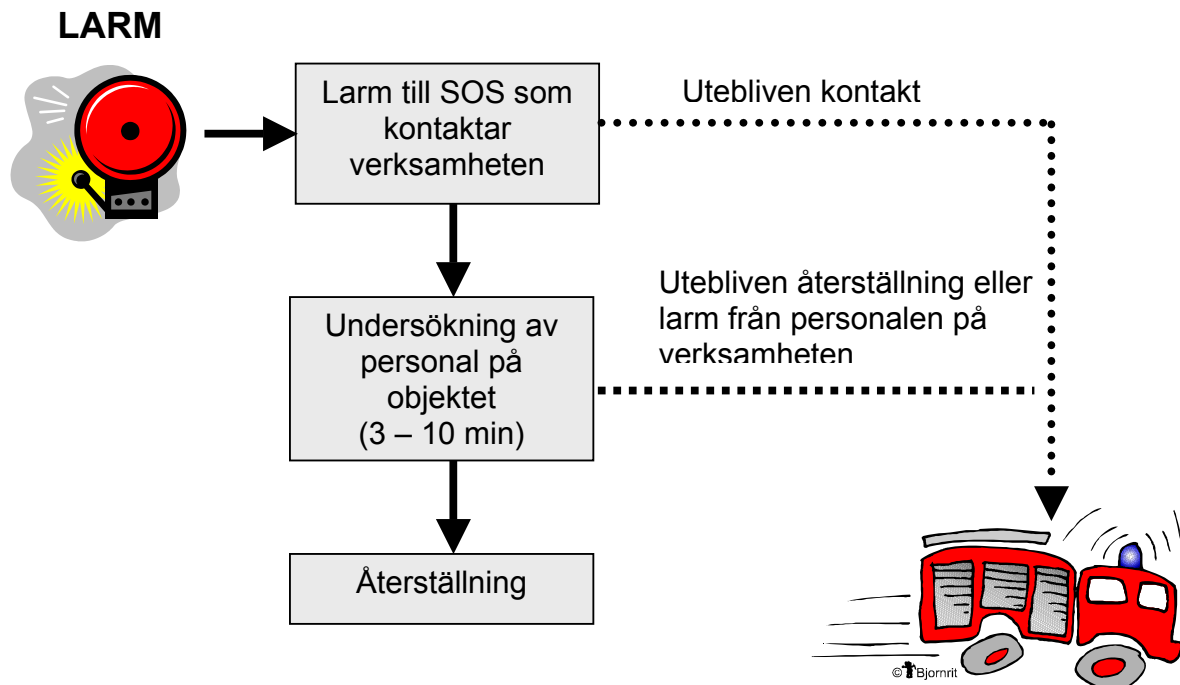 LARM
Larm till SOS som
kontaktar
verksamheten
Utebliven kontakt
Undersökning av
personal på
objektet
(3 – 10 min)
Utebliven återställning eller
larm från personalen på
verksamheten
Återställning
© Bjornrit